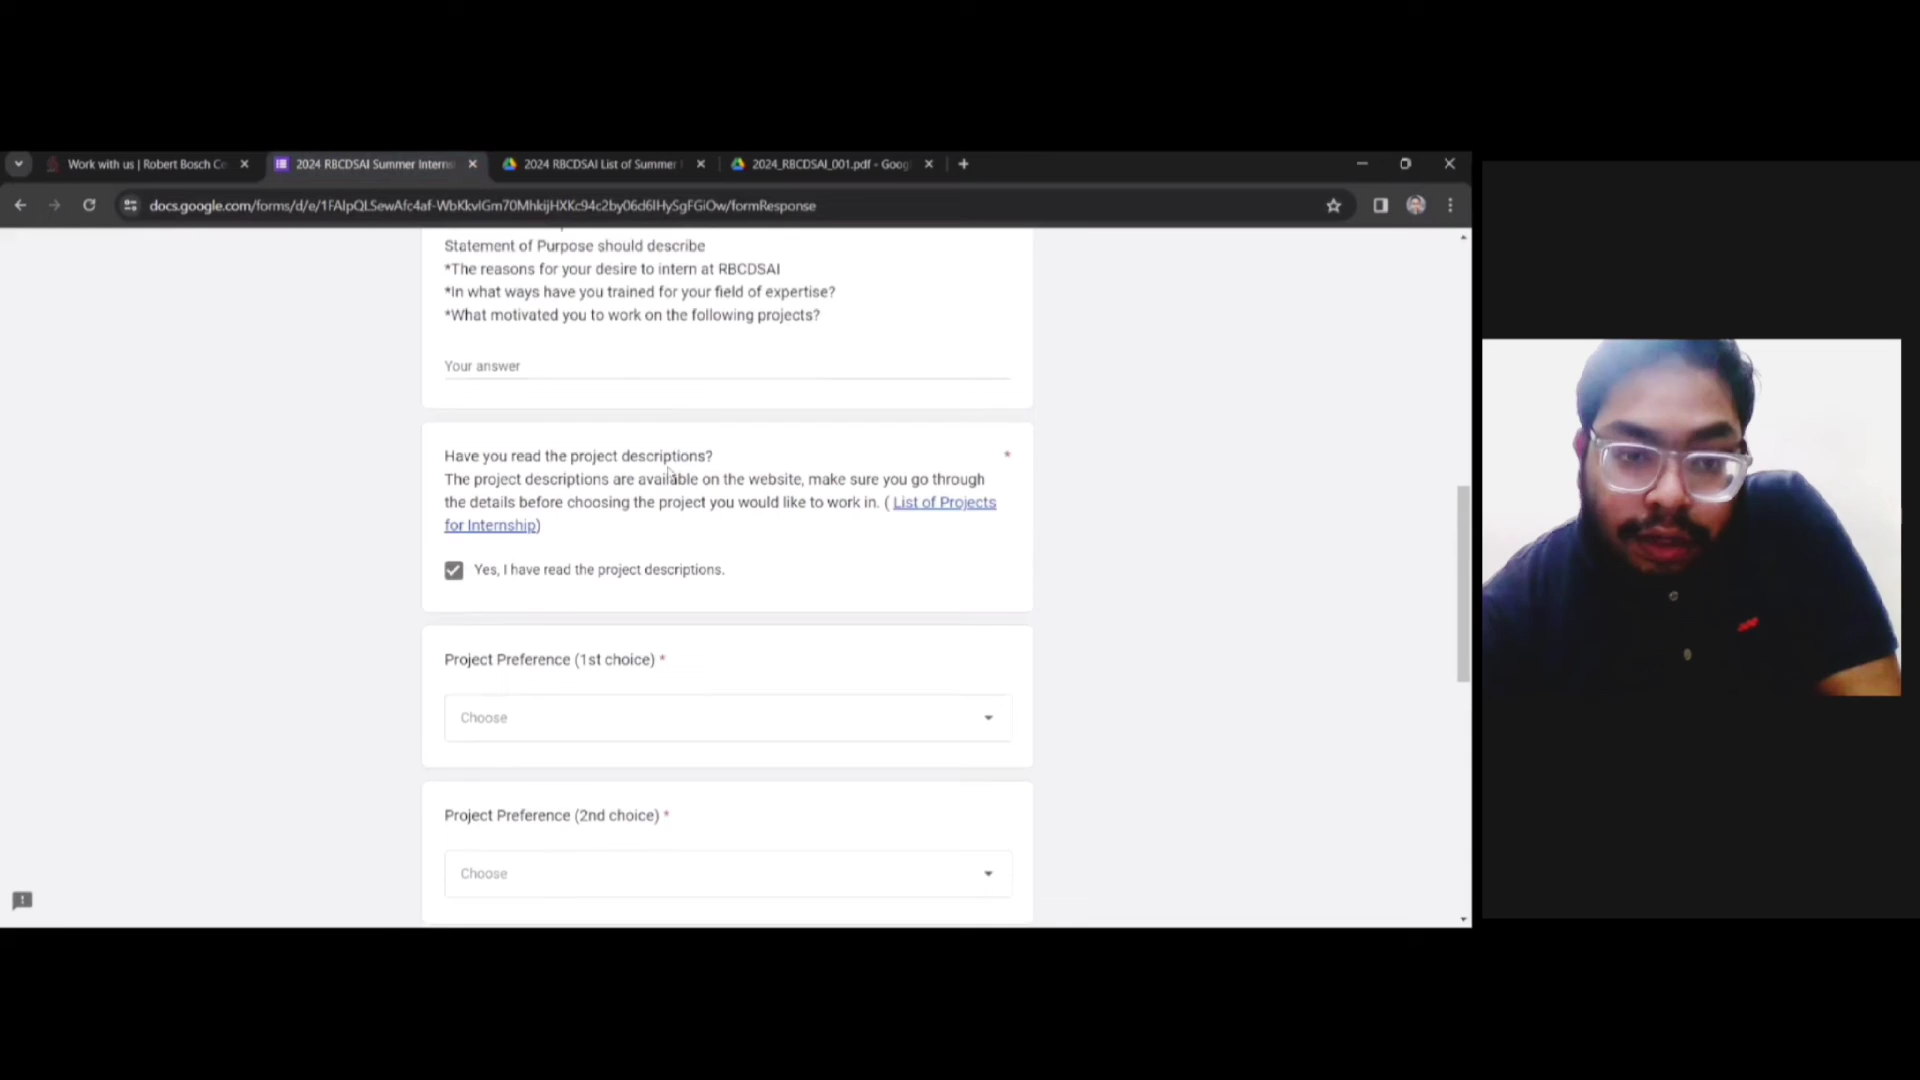 Work with us | Robert Bosch Ce
2024 RBCDSAI Summer Interns
2024 RBCDSAI List of Summer
2024_RBCDSAI_001.pdf - Goog
docs.google.com/forms/d/e/
/formResponse
Statement of Purpose should describe
*The reasons for your desire to intern at RBCDSAI
*In what ways have you trained for your field of expertise?
*What motivated you to work on the following projects?
Your answer
Have you read the project descriptions? *
The project descriptions are available on the website, make sure you go through
the details before choosing the project you would like to work in. ( List of Projects
for Internship)
Yes, I have read the project descriptions.
Project Preference (1st choice) *
Choose
Project Preference (2nd choice) *
Choose